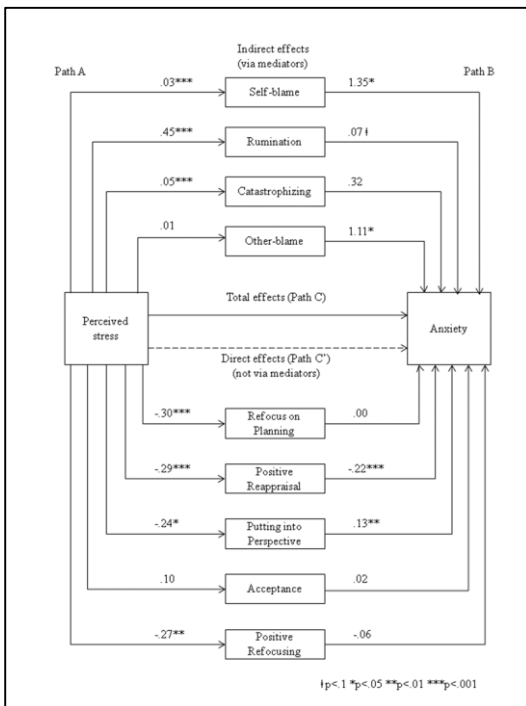 Indirect effects
(via mediators)
Path A
Path B
.03***
Self-blame
1.35*
.45***
Rumination
.07ƚ
.05***
Catastrophizing
.32
.01
Other-blame
1.11*
Total effects (Path C)
Perceived
stress
Anxiety
Direct effects (Path C')
(not via mediators)
-.30***
Refocus on
Planning
.00
-.29***
Positive
Reappraisal
-.22***
-.24*
Putting into
Perspective
.13**
.10
Acceptance
.02
-.27**
Positive
Refocusing
-.06
ƚp<.1 *p<.05 **p<.01 ***p<.001